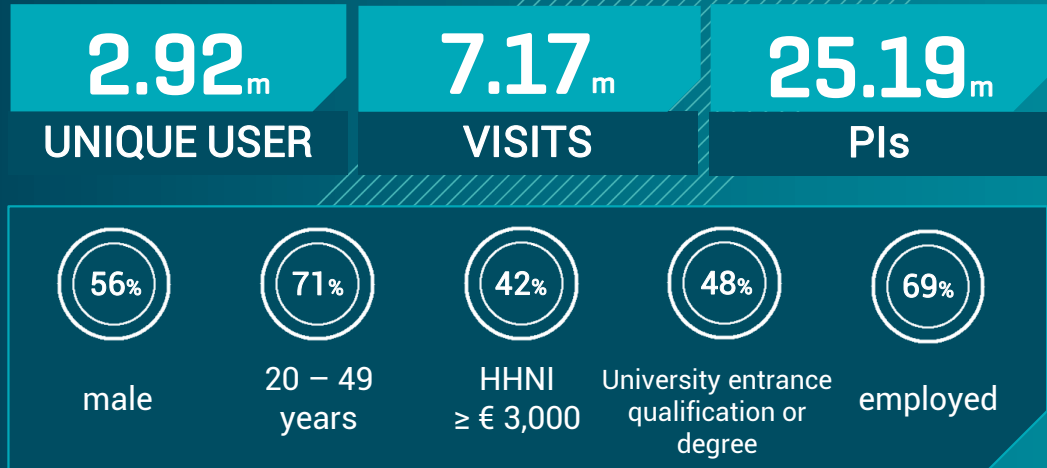 2.92m
UNIQUE USER
7.17m
VISITS
25.19m
PIs
56%
male
71%
20 – 49
years
42%
HHNI
≥ € 3,000
48%
University entrance
qualification or
degree
69%
employed